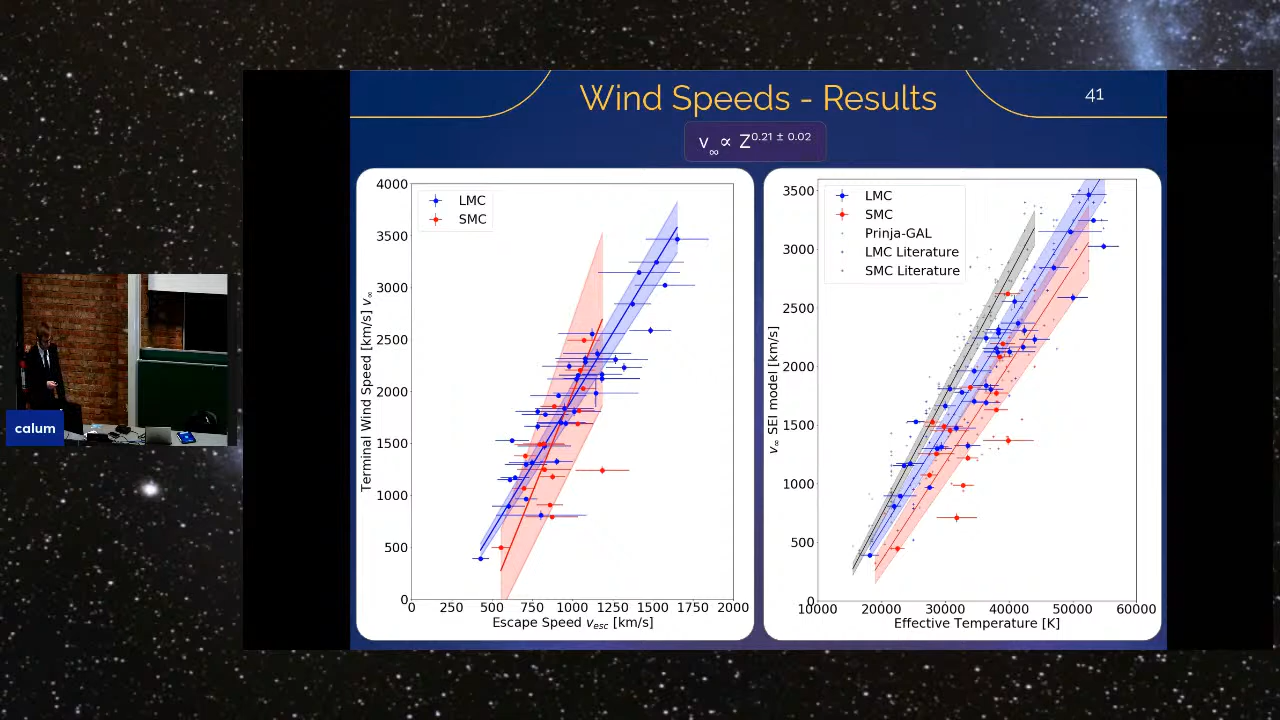 Wind Speeds - Results
41
v∞∝ Z^0.21 ± 0.02
4000
3500
3000
2500
2000
1500
1000
500
0
Terminal Wind Speed [km/s] v∞
LMC
SMC
0
250
500
750
1000
1250
1500
1750
2000
Escape Speed vesc [km/s]
3500
3000
2500
2000
1500
1000
500
0
v∞ SEI model [km/s]
LMC
SMC
Prinja-GAL
LMC Literature
SMC Literature
10000
20000
30000
40000
50000
60000
Effective Temperature [K]
calum